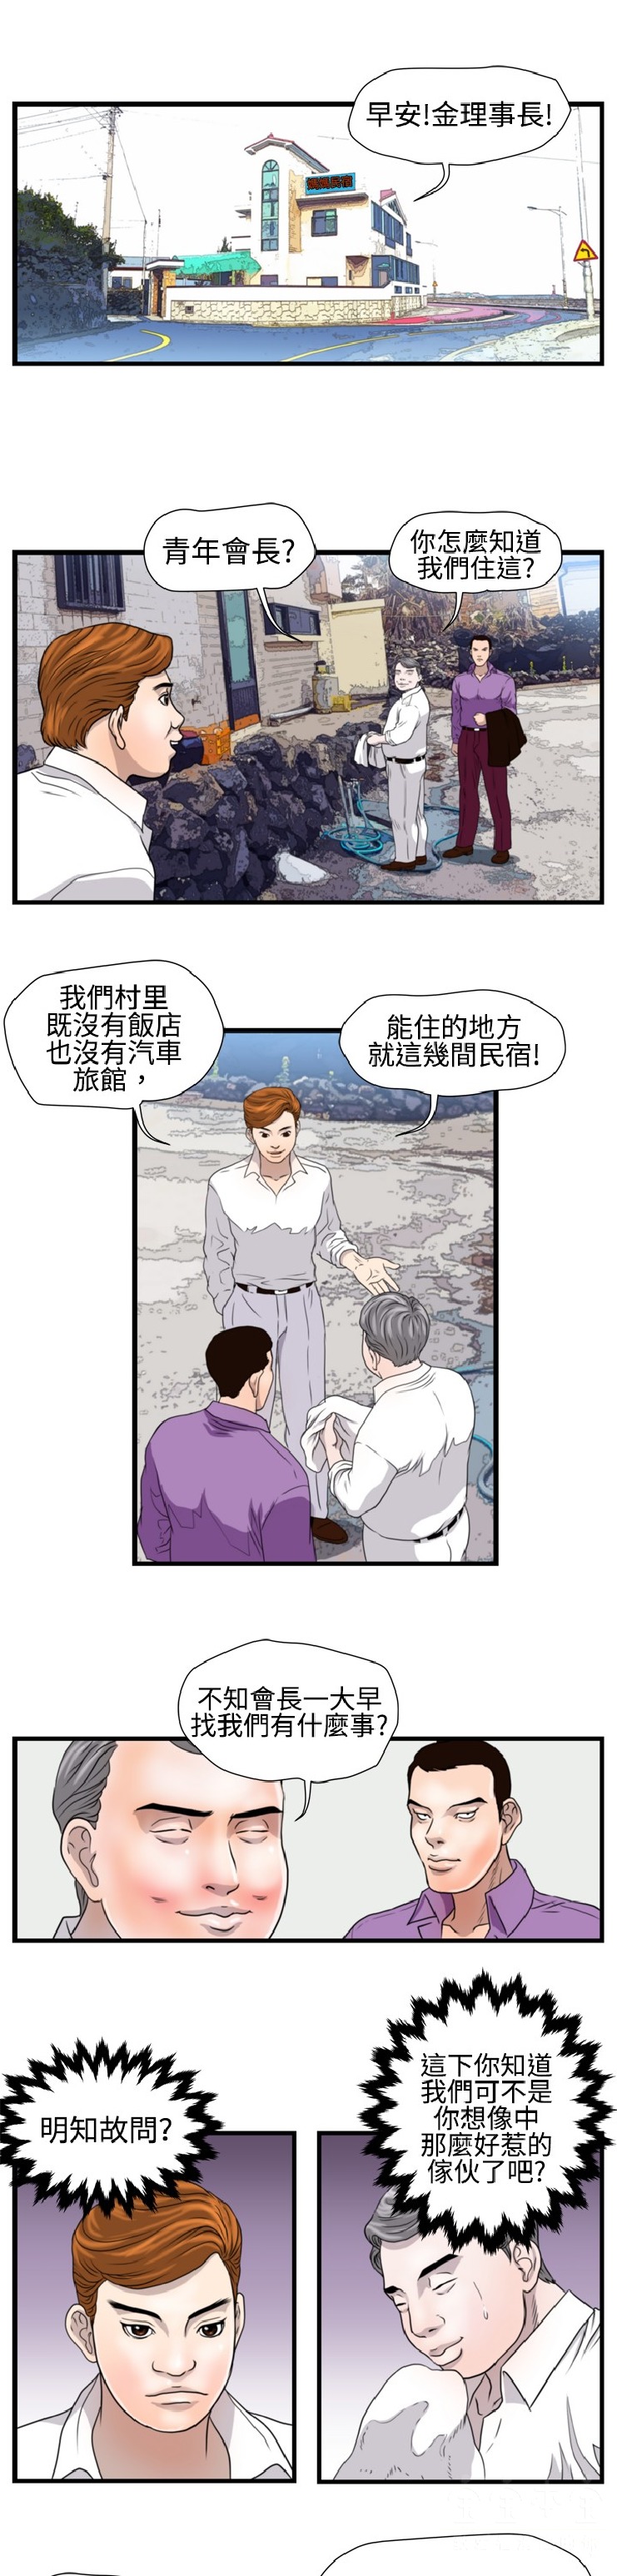 早安!金理事長!
媽媽民宿
青年會長?
你怎麼知道
我們住這?
我們村里
既沒有飯店
也沒有汽車
旅館，
能住的地方
就這幾間民宿!
不知會長一大早
找我們有什麼事?
明知故問?
這下你知道
我們可不是
你想像中
那麼好惹的
傢伙了吧?